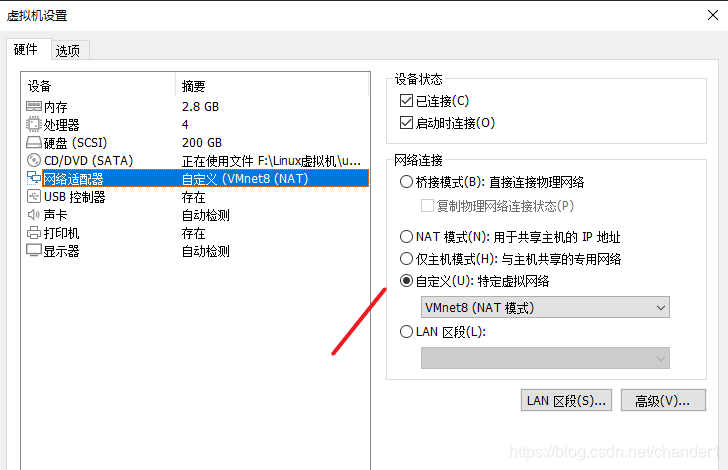 虚拟机设置
硬件 选项
设备 摘要
内存 2.8 GB
处理器 4
硬盘 (SCSI) 200 GB
CD/DVD (SATA) 正在使用文件 F:\Linux虚拟机\u...
网络适配器 自定义 (VMnet8 (NAT)
USB 控制器 存在
声卡 自动检测
打印机 存在
显示器 自动检测
设备状态
已连接(C)
启动时连接(O)
网络连接
桥接模式(B): 直接连接物理网络
复制物理网络连接状态(P)
NAT 模式(N): 用于共享主机的 IP 地址
仅主机模式(H): 与主机共享的专用网络
自定义(U): 特定虚拟网络
VMnet8 (NAT 模式)
LAN 区段(L):
LAN 区段(S)... 高级(V)...
https://blog.csdn.net/chander1